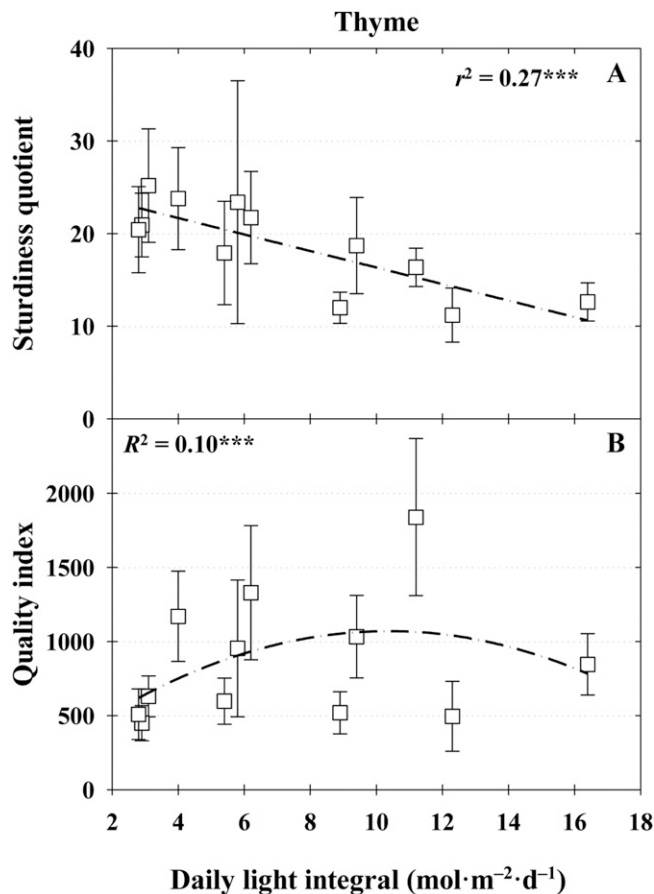 Thyme
A
r² = 0.27***
Sturdiness quotient
40
30
20
10
0
B
R² = 0.10***
Quality index
2000
1500
1000
500
0
2 4 6 8 10 12 14 16 18
Daily light integral (mol·m⁻²·d⁻¹)